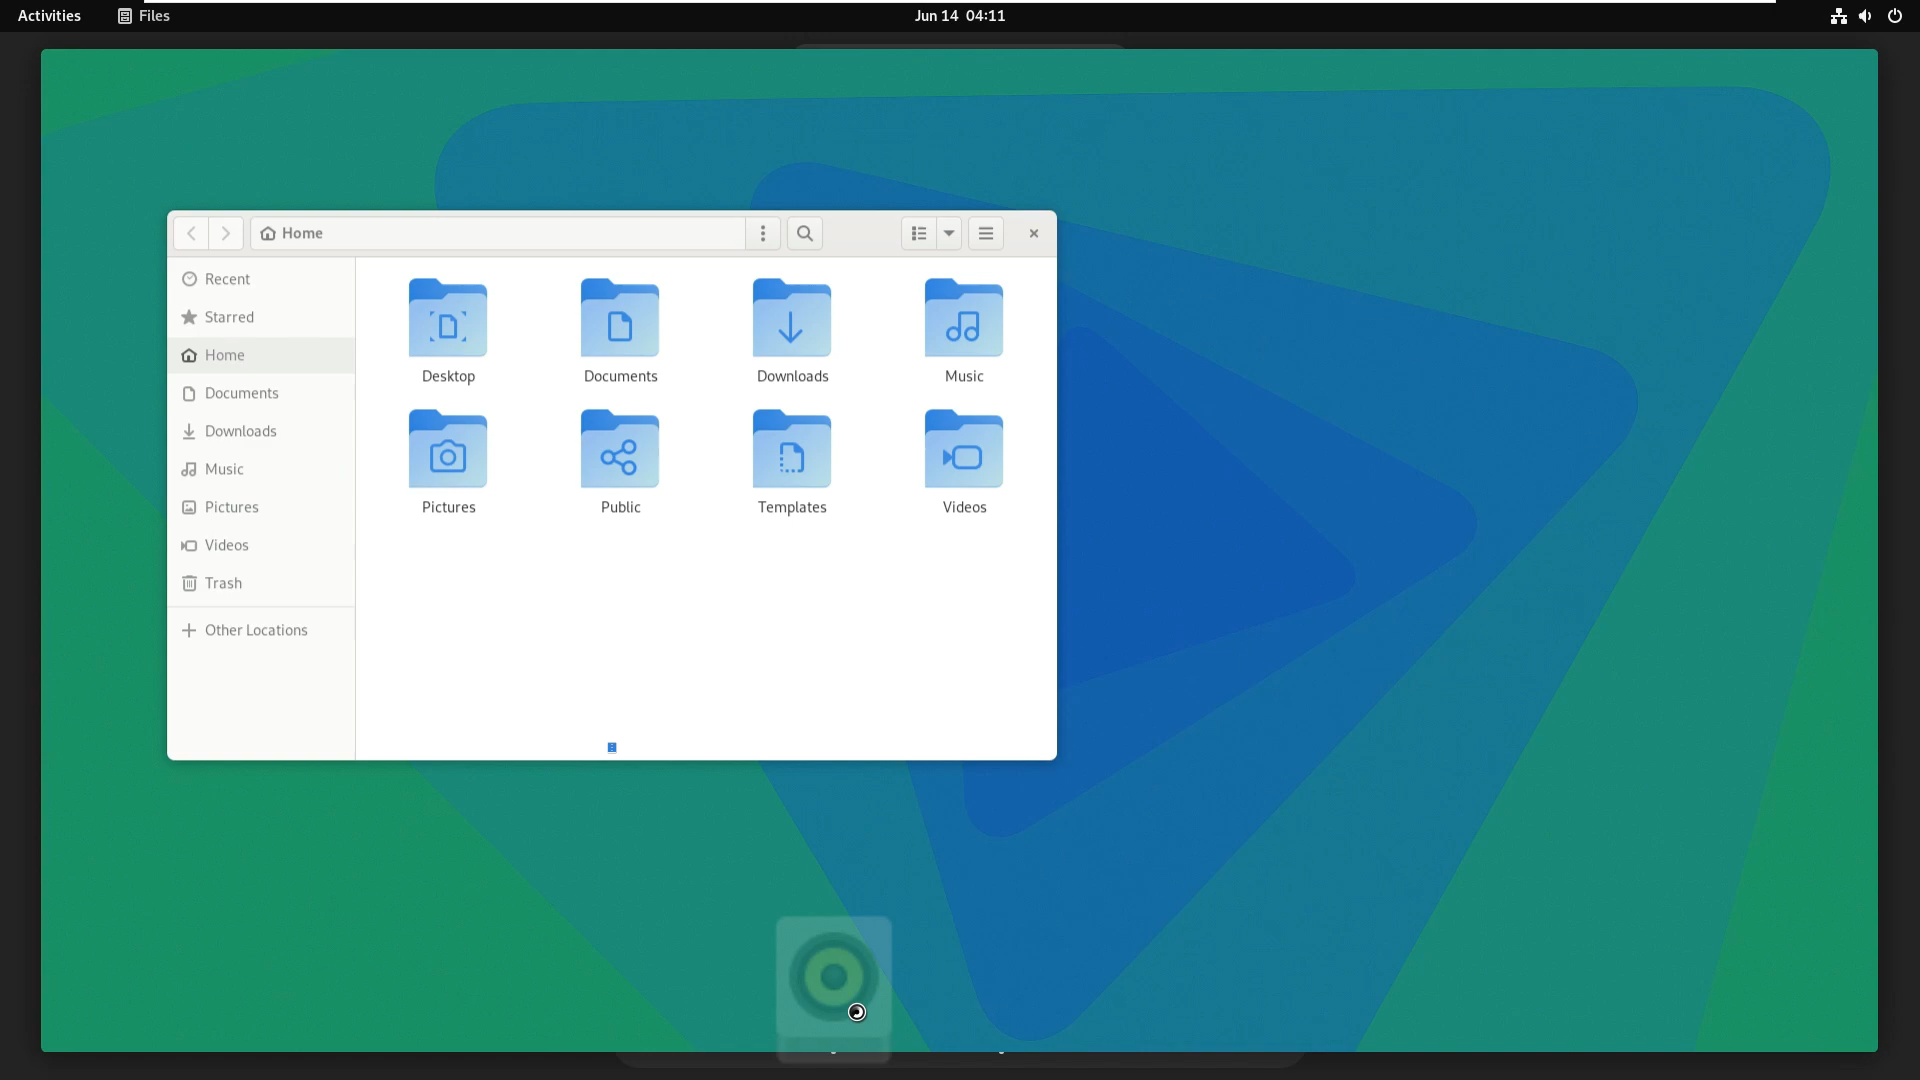 Activities
Files
Jun 14 04:11
Home
Recent
Starred
Home
Documents
Downloads
Music
Pictures
Videos
Trash
Other Locations
Desktop
Documents
Downloads
Music
Pictures
Public
Templates
Videos